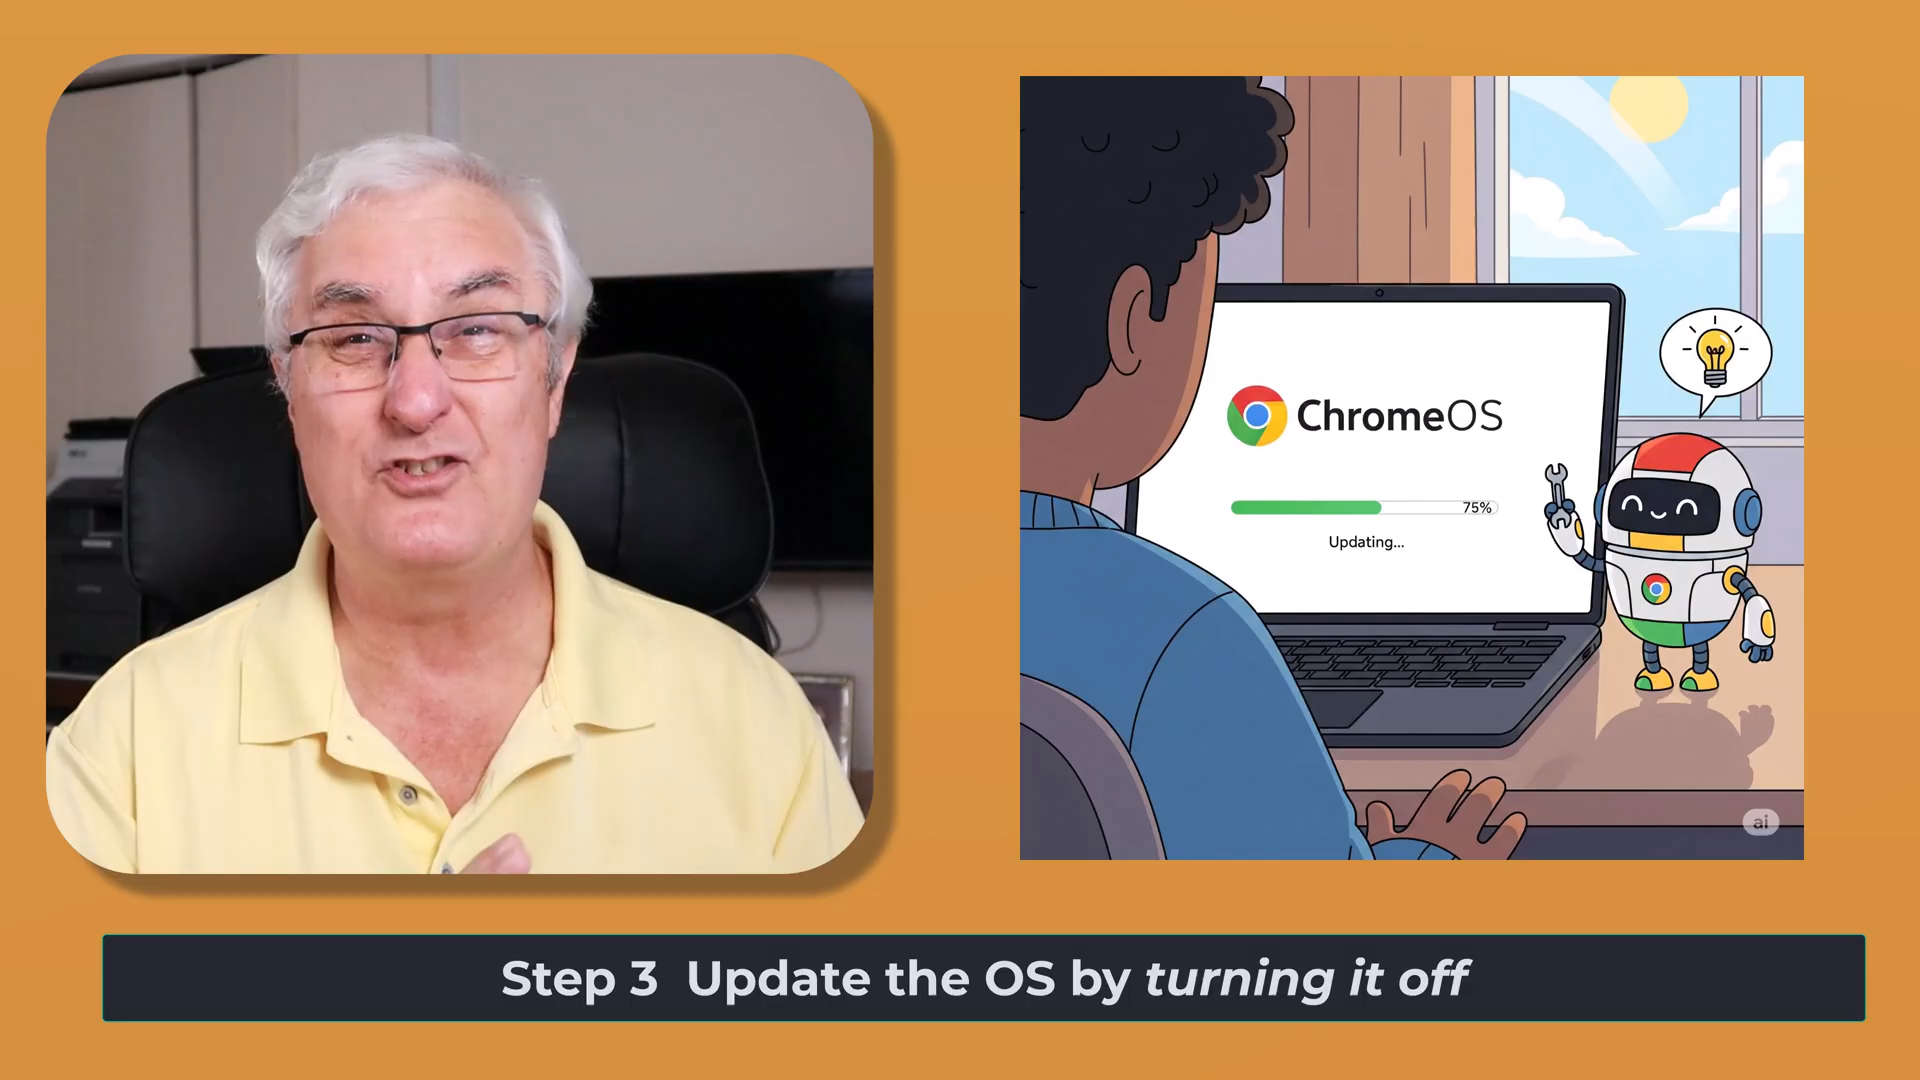 ChromeOS
75%
Updating...
ai
Step 3 Update the OS by turning it off